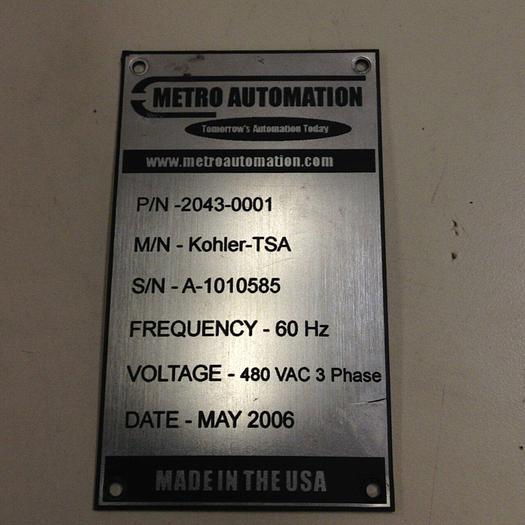 METRO AUTOMATION
Tomorrow's Automation Today
www.metroautomation.com
P/N -2043-0001
M/N - Kohler-TSA
S/N - A-1010585
FREQUENCY - 60 Hz
VOLTAGE - 480 VAC 3 Phase
DATE - MAY 2006
MADE IN THE USA